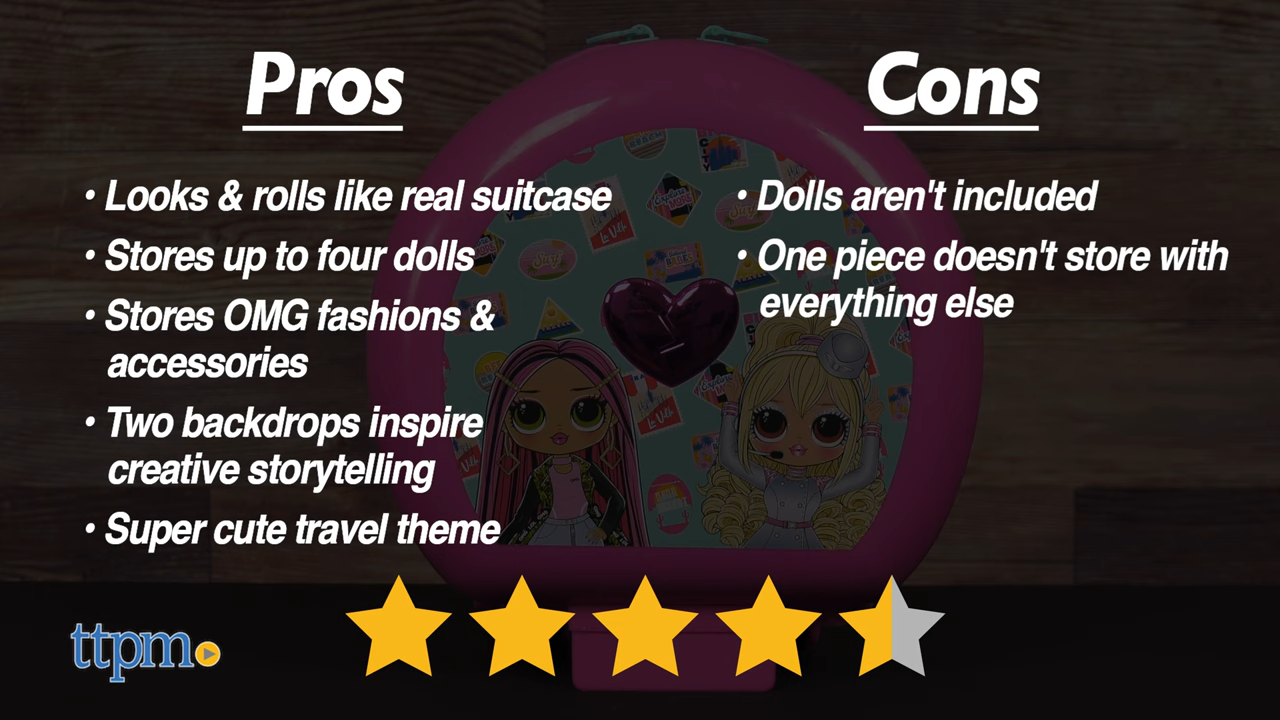 Pros
• Looks & rolls like real suitcase
• Stores up to four dolls
• Stores OMG fashions &
accessories
• Two backdrops inspire
creative storytelling
• Super cute travel theme
Cons
• Dolls aren't included
• One piece doesn't store with
everything else
ttpm